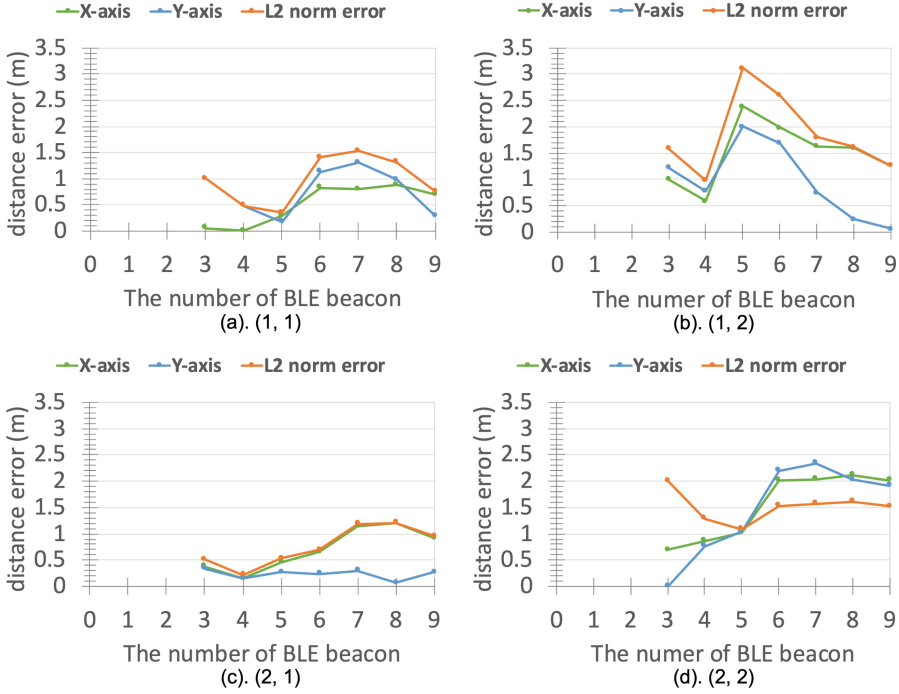 X-axis Y-axis L2 norm error
distance error (m)
3.5
3
2.5
2
1.5
1
0.5
0
0 1 2 3 4 5 6 7 8 9
The number of BLE beacon
(a). (1, 1)
X-axis Y-axis L2 norm error
distance error (m)
3.5
3
2.5
2
1.5
1
0.5
0
0 1 2 3 4 5 6 7 8 9
The numer of BLE beacon
(b). (1, 2)
X-axis Y-axis L2 norm error
distance error (m)
3.5
3
2.5
2
1.5
1
0.5
0
0 1 2 3 4 5 6 7 8 9
The number of BLE beacon
(c). (2, 1)
X-axis Y-axis L2 norm error
distance error (m)
3.5
3
2.5
2
1.5
1
0.5
0
0 1 2 3 4 5 6 7 8 9
The numer of BLE beacon
(d). (2, 2)